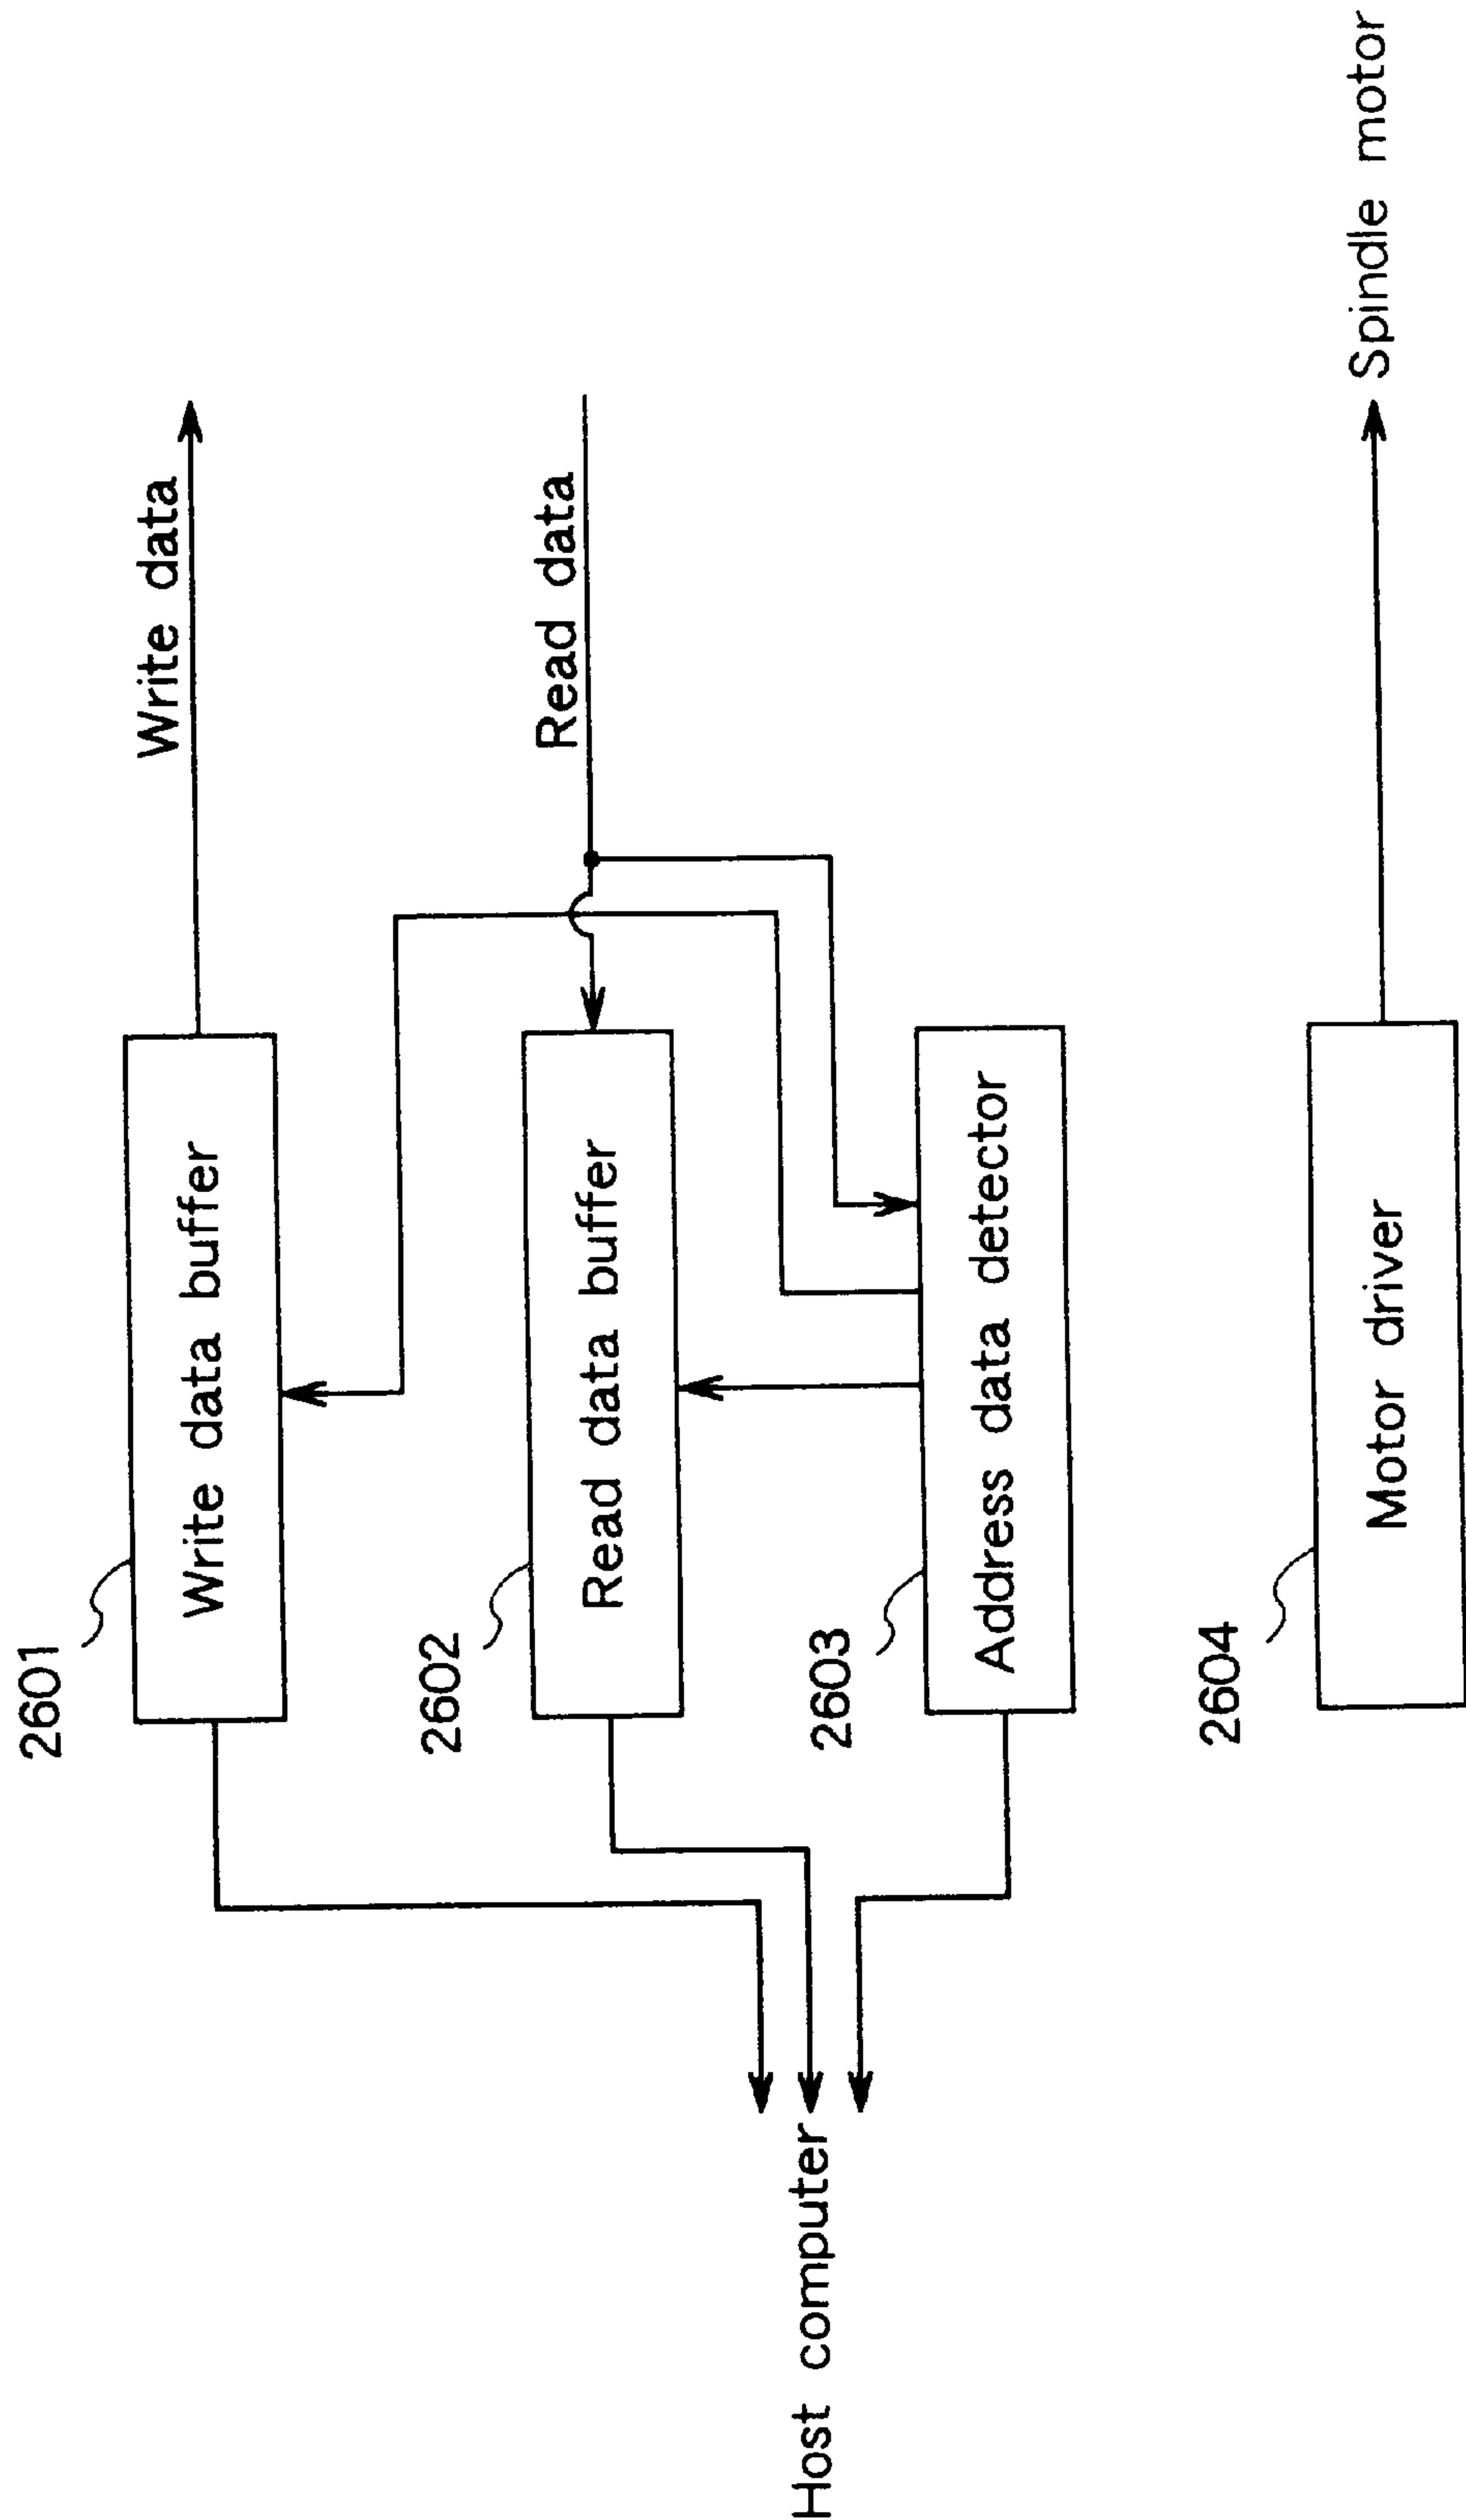 2601
Write data buffer
Write data
2602
Read data buffer
Read data
Host computer
2603
Address data detector
2604
Motor driver
Spindle motor